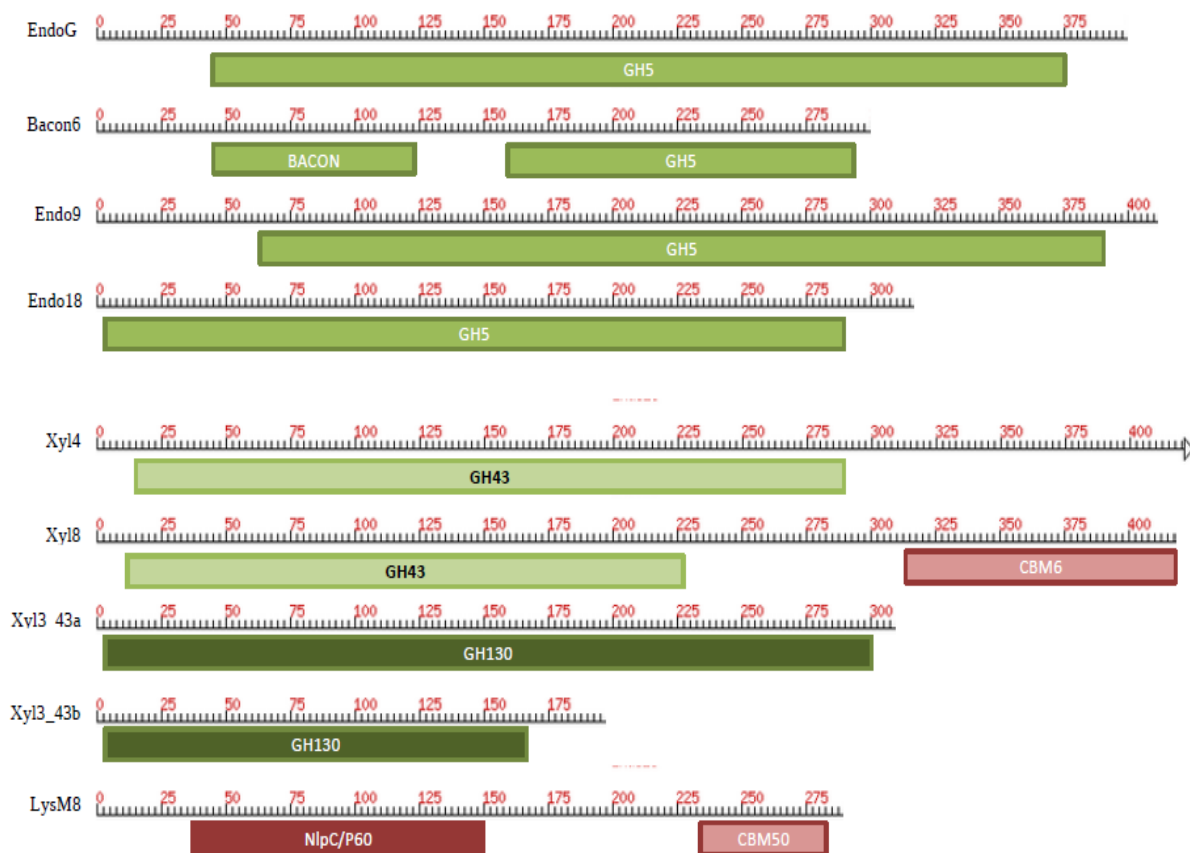 EndoG 0 25 50 75 100 125 150 175 200 225 250 275 300 325 350 375
GH5
Bacon6 0 25 50 75 100 125 150 175 200 225 250 275
BACON GH5
Endo9 0 25 50 75 100 125 150 175 200 225 250 275 300 325 350 375 400
GH5
Endo18 0 25 50 75 100 125 150 175 200 225 250 275 300
GH5
Xyl4 0 25 50 75 100 125 150 175 200 225 250 275 300 325 350 375 400
GH43
Xyl8 0 25 50 75 100 125 150 175 200 225 250 275 300 325 350 375 400
GH43 CBM6
Xyl3_43a 0 25 50 75 100 125 150 175 200 225 250 275 300
GH130
Xyl3_43b 0 25 50 75 100 125 150 175
GH130
LysM8 0 25 50 75 100 125 150 175 200 225 250 275
NlpC/P60 CBM50